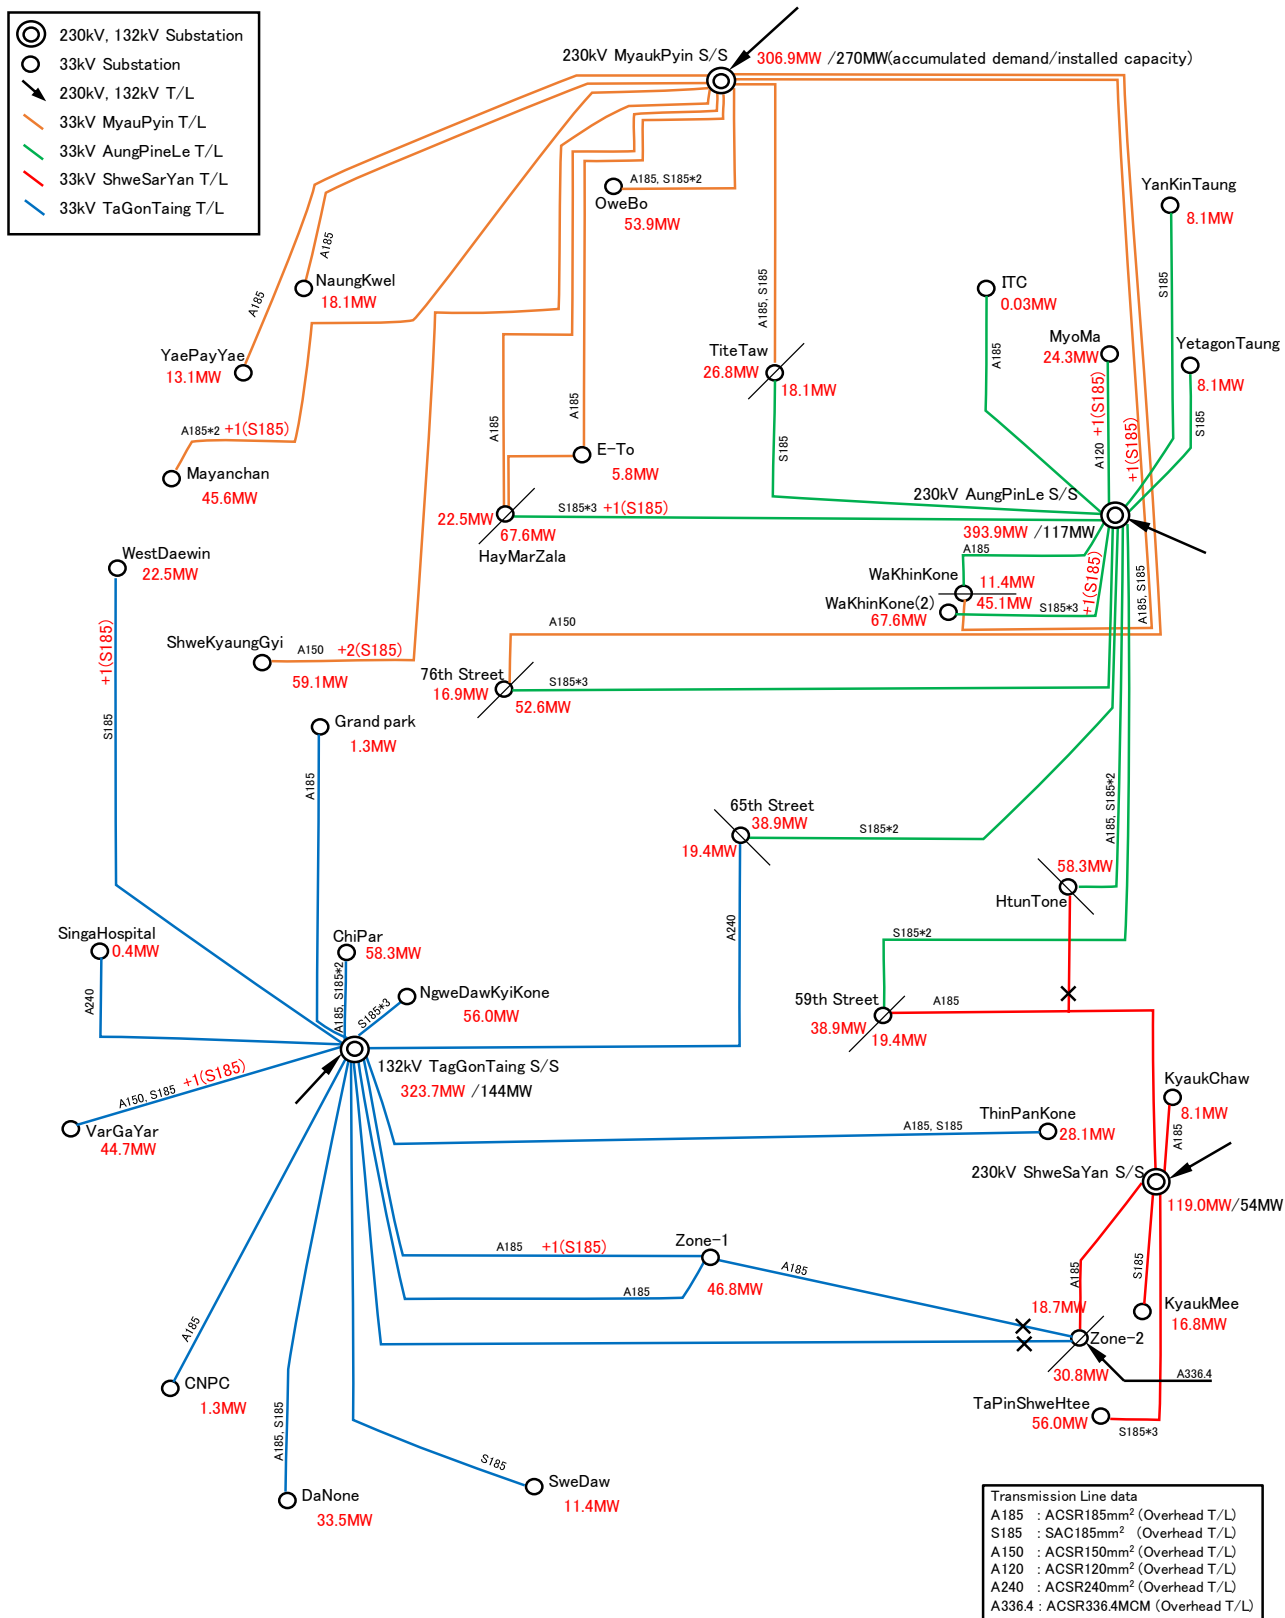 230kV, 132kV Substation
33kV Substation
230kV, 132kV T/L
33kV MyauPyin T/L
33kV AungPineLe T/L
33kV ShweSarYan T/L
33kV TaGonTaing T/L
230kV MyaukPyin S/S
306.9MW /270MW(accumulated demand/installed capacity)
A185, S185*2
OweBo
53.9MW
YanKinTaung
8.1MW
A185
NaungKwel
18.1MW
A185
YaePayYae
13.1MW
A185, S185
S185
ITC
0.03MW
A185
MyoMa
24.3MW
YetagonTaung
8.1MW
S185
TiteTaw
26.8MW
18.1MW
S185
A185*2 +1(S185)
Mayanchan
45.6MW
A185
A185
E-To
5.8MW
A120 +1(S185)
+1(S185)
230kV AungPinLe S/S
393.9MW /117MW
22.5MW
S185*3 +1(S185)
67.6MW
HayMarZala
WestDaewin
22.5MW
A185
WaKhinKone
11.4MW
45.1MW
WaKhinKone(2)
67.6MW
S185*3
+1(S185)
A185, S185
A150
ShweKyaungGyi
A150 +2(S185)
59.1MW
+1(S185)
S185
76th Street
16.9MW
S185*3
52.6MW
Grand park
1.3MW
A185
65th Street
38.9MW
19.4MW
S185*2
A185, S185*2
58.3MW
HtunTone
A240
SingaHospital
0.4MW
A240
ChiPar
58.3MW
A185, S185*2
NgweDawKyiKone
56.0MW
S185*3
S185*2
59th Street
A185
38.9MW
19.4MW
132kV TagGonTaing S/S
323.7MW /144MW
A150, S185 +1(S185)
VarGaYar
44.7MW
KyaukChaw
8.1MW
A185
ThinPanKone
28.1MW
A185, S185
230kV ShweSaYan S/S
119.0MW/54MW
A185 +1(S185)
Zone-1
46.8MW
A185
A185
A185
S185
18.7MW
Zone-2
30.8MW
KyaukMee
16.8MW
A336.4
A185
CNPC
1.3MW
TaPinShweHtee
56.0MW
S185*3
A185, S185
DaNone
33.5MW
S185
SweDaw
11.4MW
Transmission Line data
A185 : ACSR185mm² (Overhead T/L)
S185 : SAC185mm² (Overhead T/L)
A150 : ACSR150mm² (Overhead T/L)
A120 : ACSR120mm² (Overhead T/L)
A240 : ACSR240mm² (Overhead T/L)
A336.4 : ACSR336.4MCM (Overhead T/L)